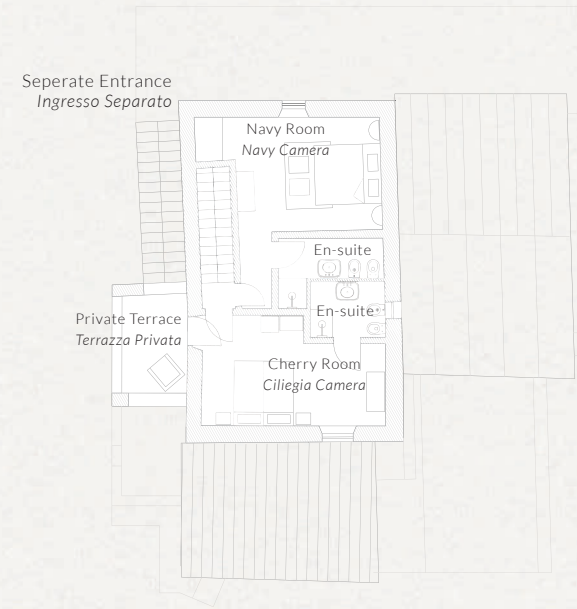 Seperate Entrance
Ingresso Separato
Navy Room
Navy Camera
En-suite
En-suite
Private Terrace
Terrazza Privata
Cherry Room
Ciliegia Camera